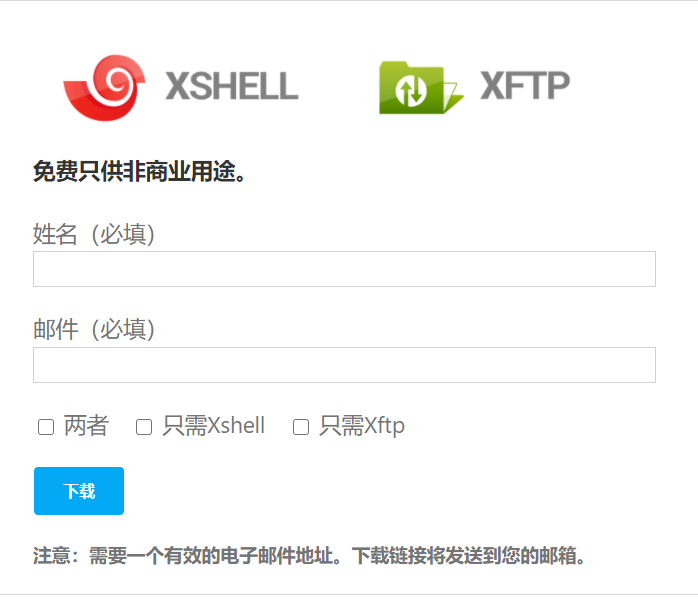 XSHELL XFTP
免费只供非商业用途。
姓名（必填）
邮件（必填）
两者 只需Xshell 只需Xftp
下载
注意：需要一个有效的电子邮件地址。下载链接将发送到您的邮箱。